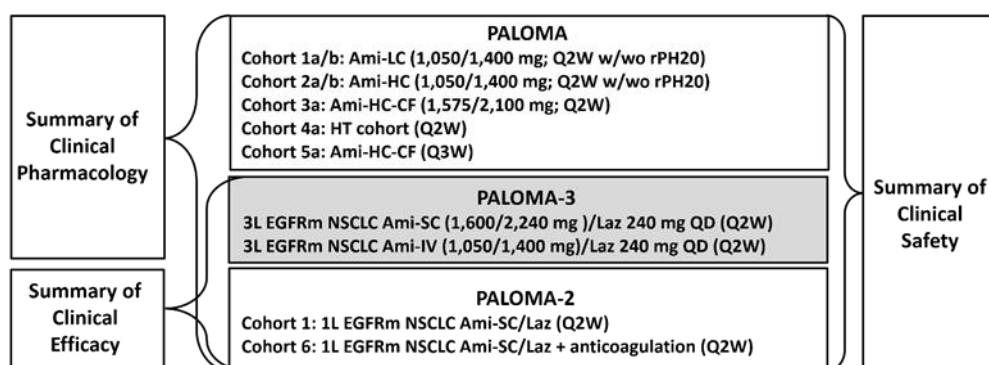 Summary of
Clinical
Pharmacology
Summary of
Clinical
Efficacy
PALOMA
Cohort 1a/b: Ami-LC (1,050/1,400 mg; Q2W w/wo rPH20)
Cohort 2a/b: Ami-HC (1,050/1,400 mg; Q2W w/wo rPH20)
Cohort 3a: Ami-HC-CF (1,575/2,100 mg; Q2W)
Cohort 4a: HT cohort (Q2W)
Cohort 5a: Ami-HC-CF (Q3W)
PALOMA-3
3L EGFRm NSCLC Ami-SC (1,600/2,240 mg )/Laz 240 mg QD (Q2W)
3L EGFRm NSCLC Ami-IV (1,050/1,400 mg)/Laz 240 mg QD (Q2W)
PALOMA-2
Cohort 1: 1L EGFRm NSCLC Ami-SC/Laz (Q2W)
Cohort 6: 1L EGFRm NSCLC Ami-SC/Laz + anticoagulation (Q2W)
Summary of
Clinical
Safety